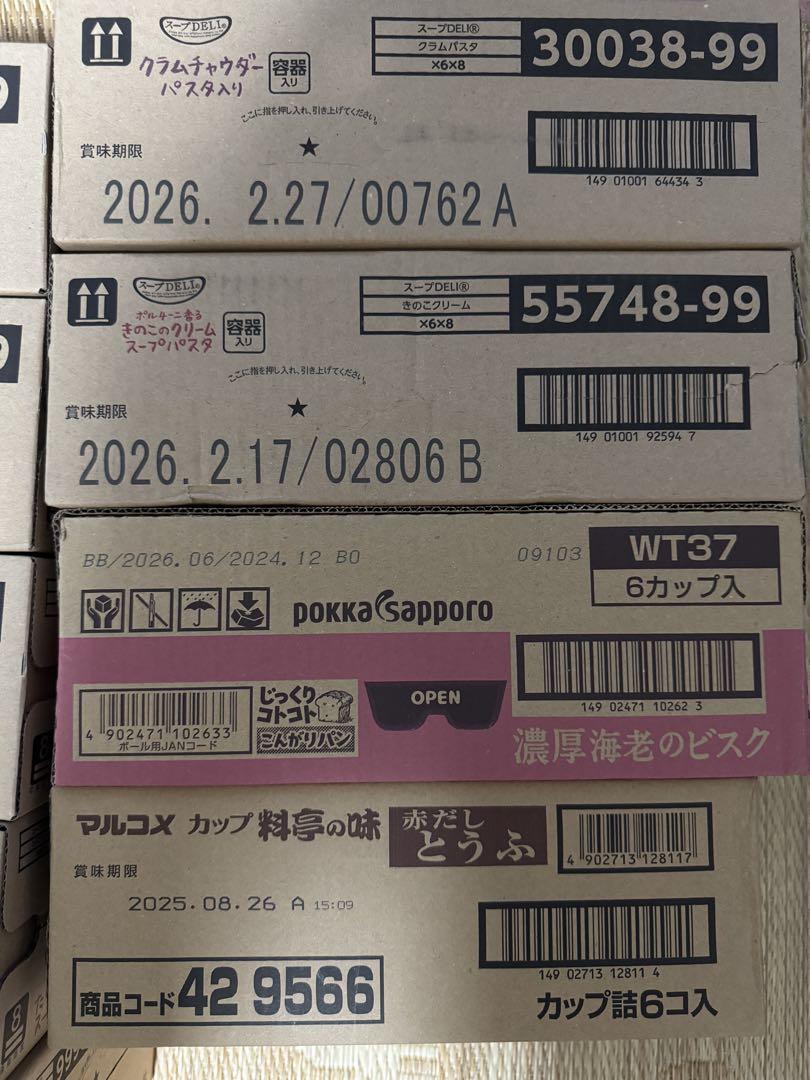 スープDELI®
クラムチャウダー
パスタ入り
容器
入り
スープDELI®
クラムパスタ
×6×8
30038-99
ここに指を押し入れ、引き上げてください。
★
賞味期限
149 01001 64434 3
2026. 2.27/00762 A
スープDELI®
ポルチーニ香る
きのこのクリーム
スープパスタ
容器
入り
スープDELI®
きのこクリーム
×6×8
55748-99
ここに指を押し入れ、引き上げてください。
★
賞味期限
149 01001 92594 7
2026. 2.17/02806 B
BB/2026.06/2024.12 B0
09103
WT37
6カップ入
pokka sapporo
149 02471 10262 3
4 902471 102633
ボール用JANコード
じっくり
コトコト
こんがりパン
OPEN
濃厚海老のビスク
マルコメ カップ 料亭の味
赤だし
とうふ
4 902713 128117
賞味期限
2025.08.26 A 15:09
149 02713 12811 4
商品コード42 9566
カップ詰6コ入
9
9
8
8
999